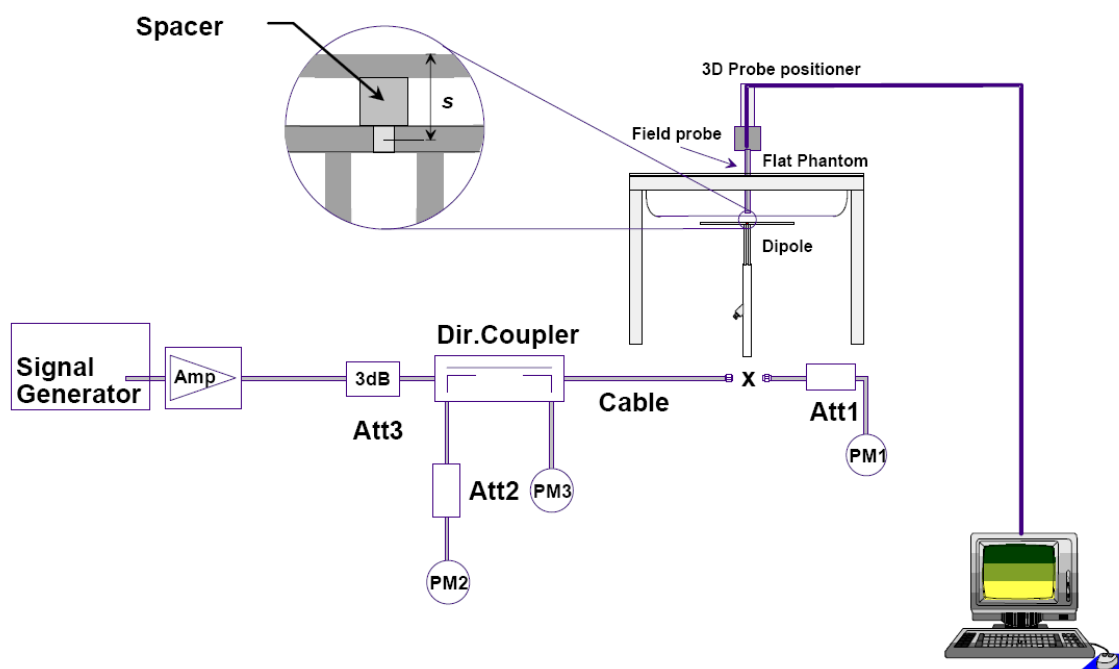 Spacer
s
3D Probe positioner
Field probe
Flat Phantom
Dipole
Signal
Generator
Amp
3dB
Att3
Dir.Coupler
Cable
x
Att1
PM1
Att2
PM3
PM2